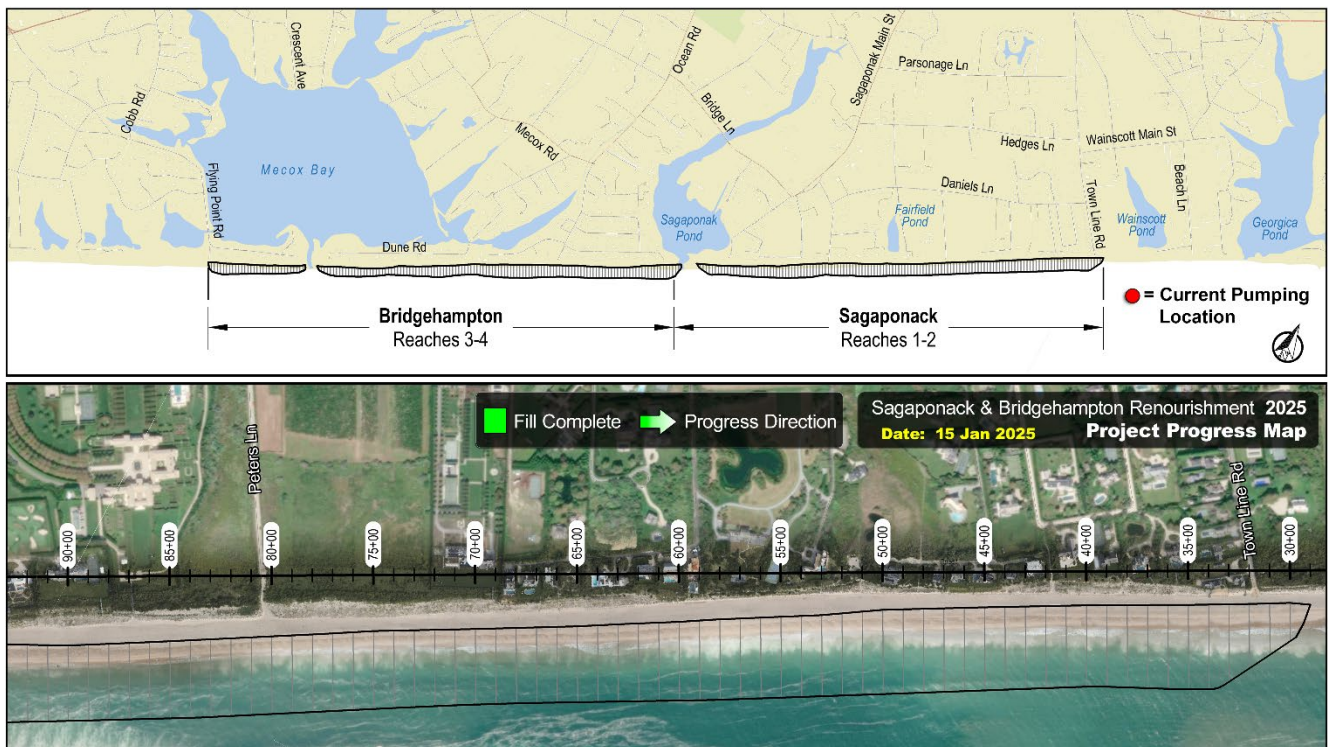 Crescent Ave
Ocean Rd
Sagaponak Main St
Parsonage Ln
Cobb Rd
Bridge Ln
Mecox Rd
Hedges Ln
Wainscott Main St
Mecox Bay
Flying Point Rd
Daniels Ln
Town Line Rd
Beach Ln
Sagaponak
Pond
Fairfield
Pond
Wainscott
Pond
Georgica
Pond
Dune Rd
Bridgehampton
Reaches 3-4
Sagaponack
Reaches 1-2
= Current Pumping
Location
Fill Complete
Progress Direction
Sagaponack & Bridgehampton Renourishment 2025
Date: 15 Jan 2025 Project Progress Map
Peters Ln
Town Line Rd
90+00
85+00
80+00
75+00
70+00
65+00
60+00
55+00
50+00
45+00
40+00
35+00
30+00